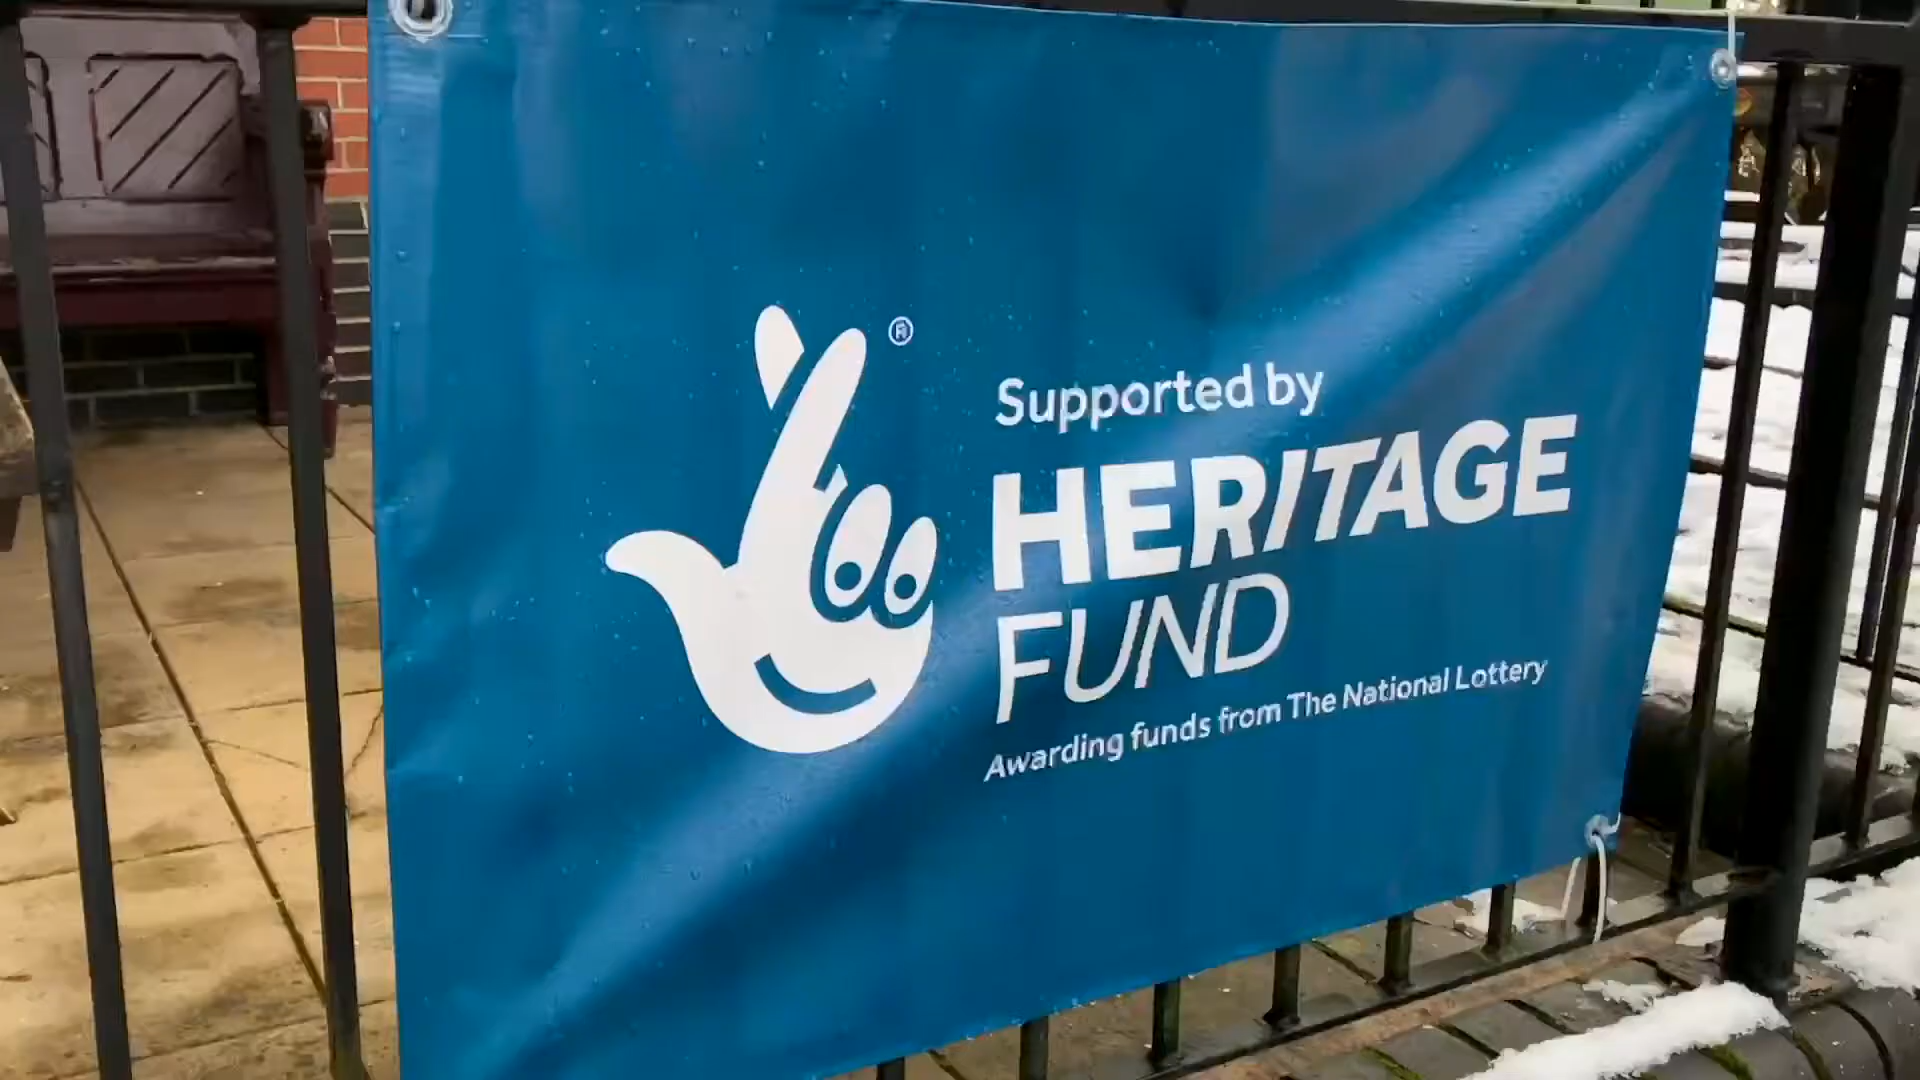 ®
Supported by
HERITAGE
FUND
Awarding funds from The National Lottery